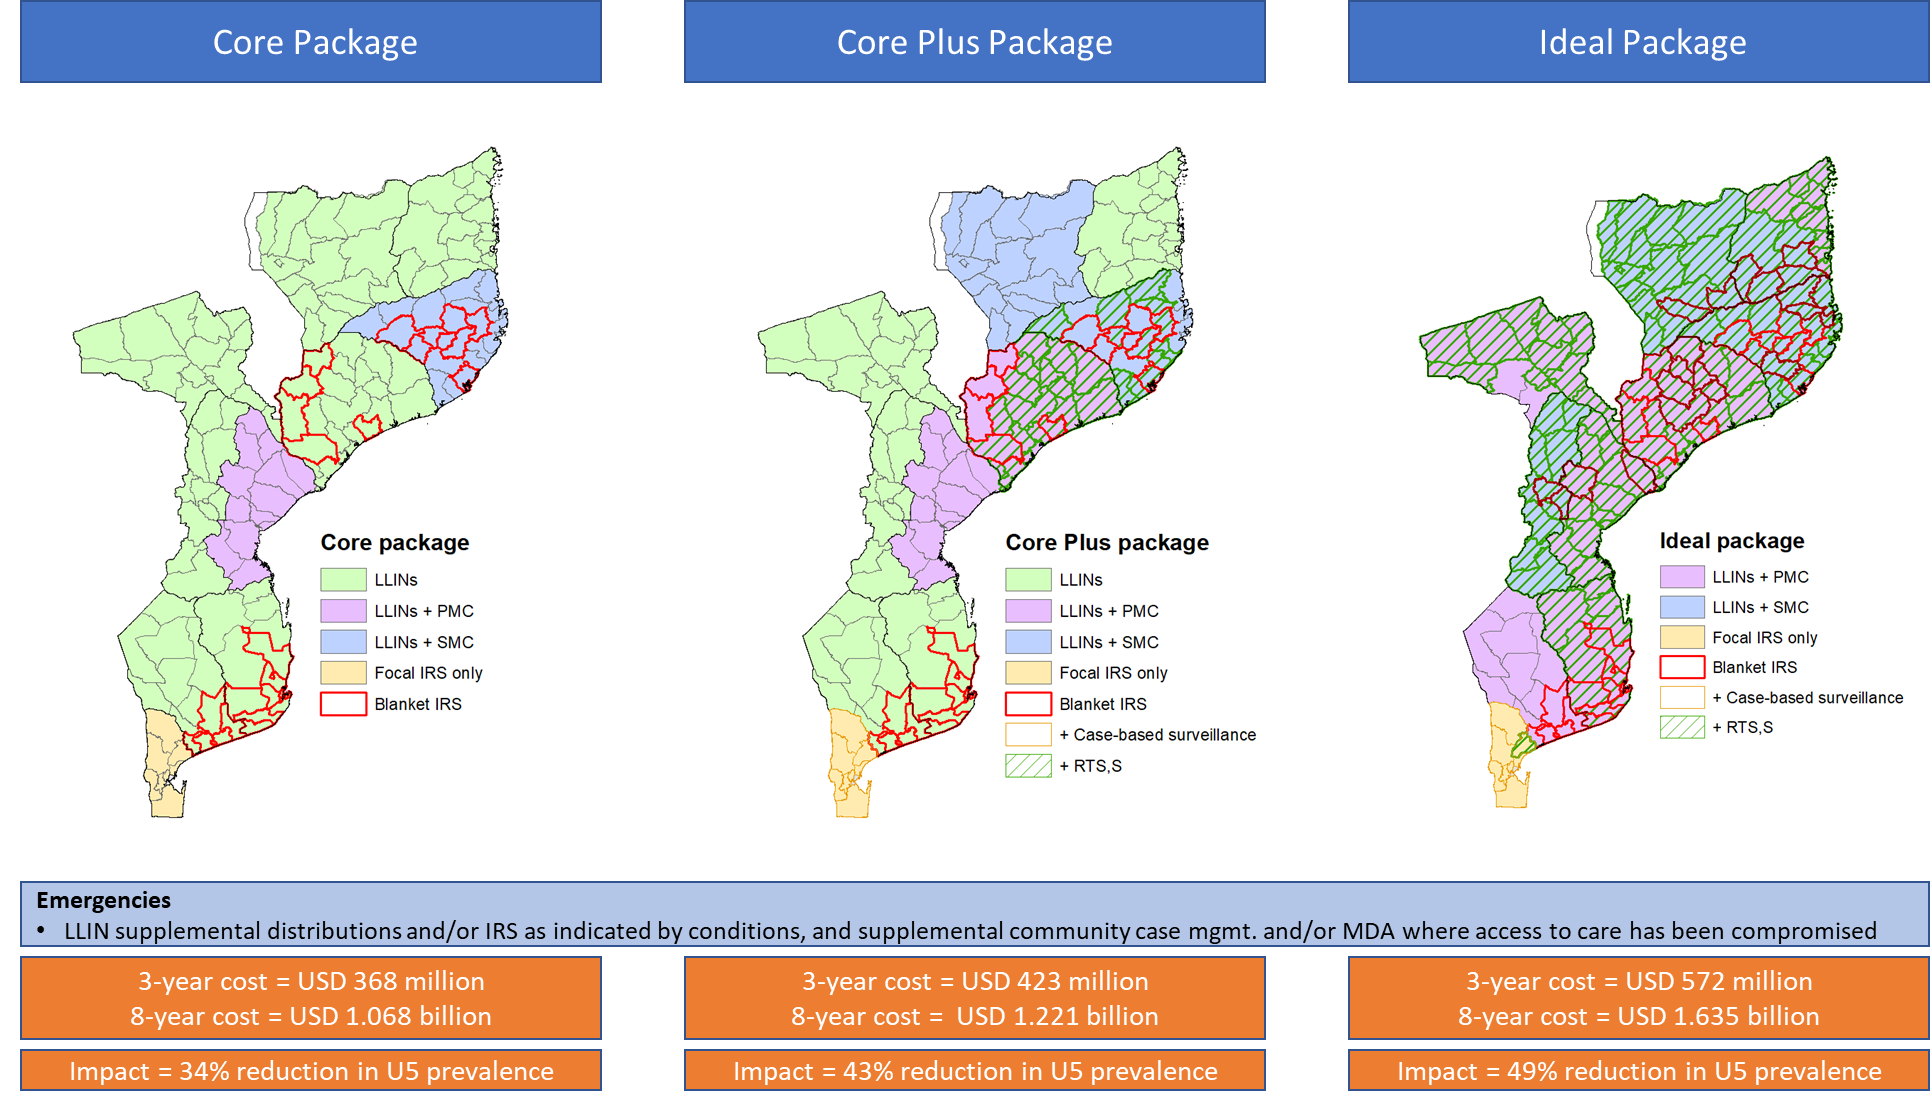 Core Package
Core Plus Package
Ideal Package
Core package
LLINs
LLINs + PMC
LLINs + SMC
Focal IRS only
Blanket IRS
Core Plus package
LLINs
LLINs + PMC
LLINs + SMC
Focal IRS only
Blanket IRS
+ Case-based surveillance
+ RTS,S
Ideal package
LLINs + PMC
LLINs + SMC
Focal IRS only
Blanket IRS
+ Case-based surveillance
+ RTS,S
Emergencies
• LLIN supplemental distributions and/or IRS as indicated by conditions, and supplemental community case mgmt. and/or MDA where access to care has been compromised
3-year cost = USD 368 million
8-year cost = USD 1.068 billion
3-year cost = USD 423 million
8-year cost = USD 1.221 billion
3-year cost = USD 572 million
8-year cost = USD 1.635 billion
Impact = 34% reduction in U5 prevalence
Impact = 43% reduction in U5 prevalence
Impact = 49% reduction in U5 prevalence